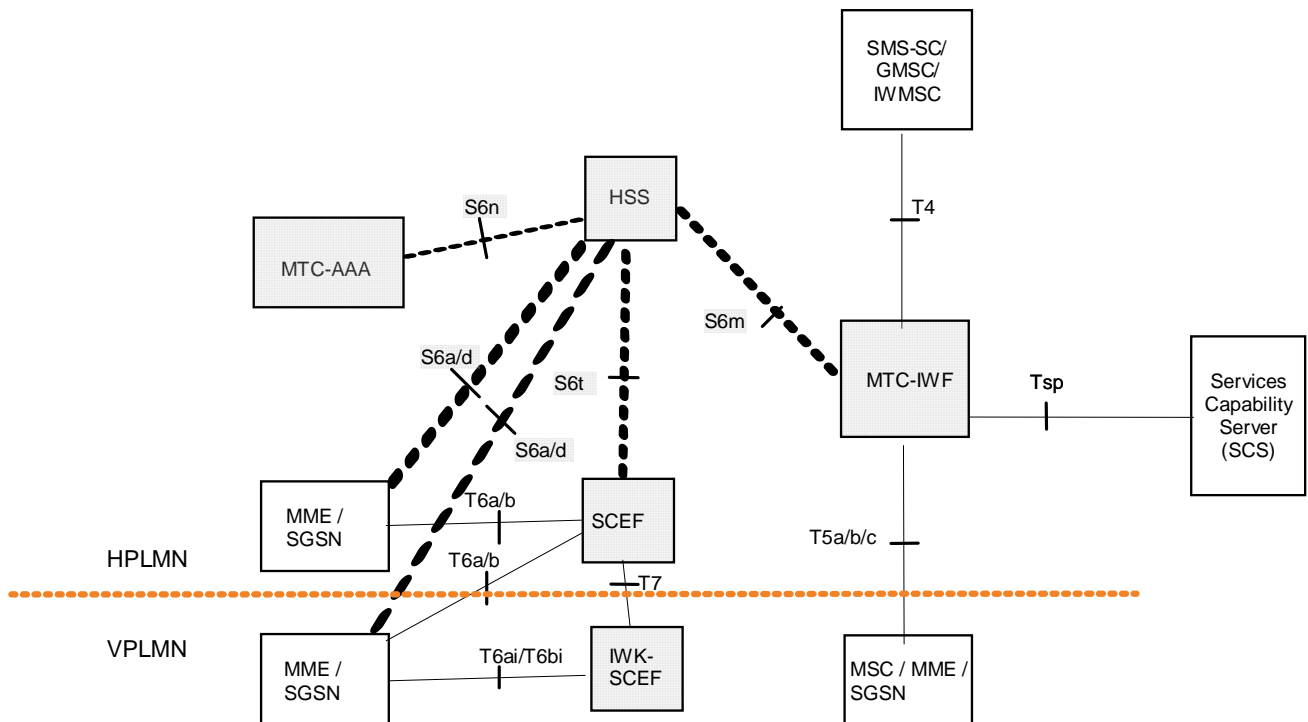 SMS-SC/
GMSC/
IWMSC
HSS
S6n
T4
MTC-AAA
S6m
S6a/d
S6t
MTC-IWF
Tsp
Services
Capability
Server
(SCS)
S6a/d
T6a/b
MME /
SGSN
SCEF
T5a/b/c
HPLMN
T6a/b
T7
VPLMN
MME /
SGSN
T6ai/T6bi
IWK-
SCEF
MSC / MME /
SGSN